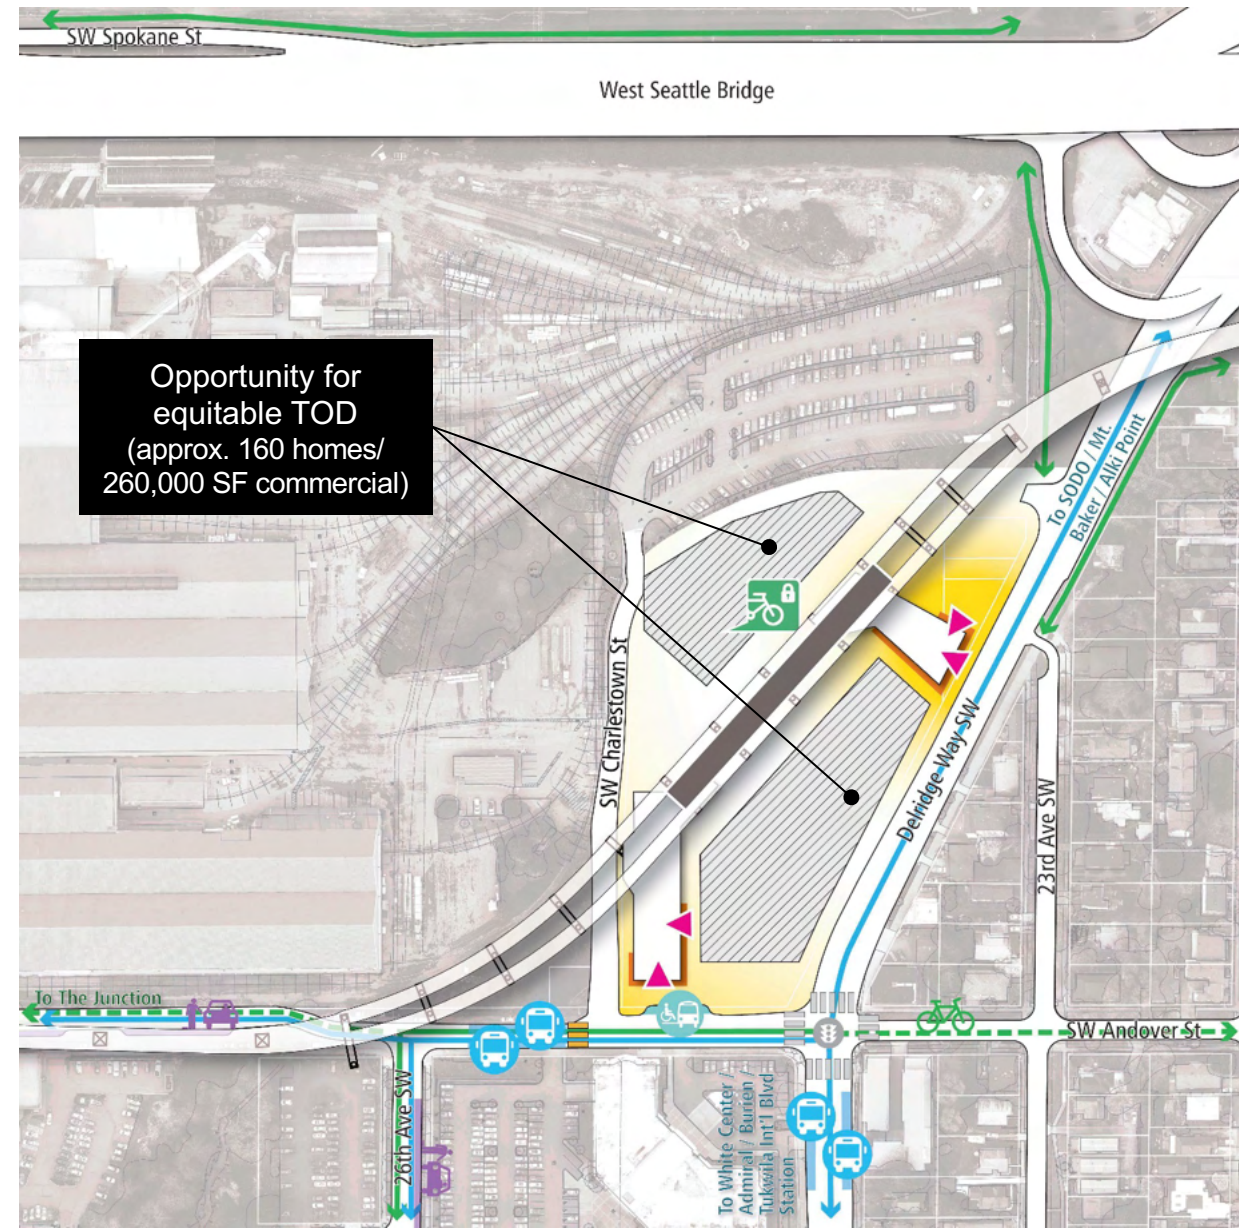 SW Spokane St
West Seattle Bridge
Opportunity for
equitable TOD
(approx. 160 homes/
260,000 SF commercial)
To SODO / Mt.
Baker / Alki Point
SW Charlestown St
Delridge Way SW
23rd Ave SW
To The Junction
SW Andover St
26th Ave SW
To White Center /
Admiral / Burien /
Tukwila Int'l Blvd
Station